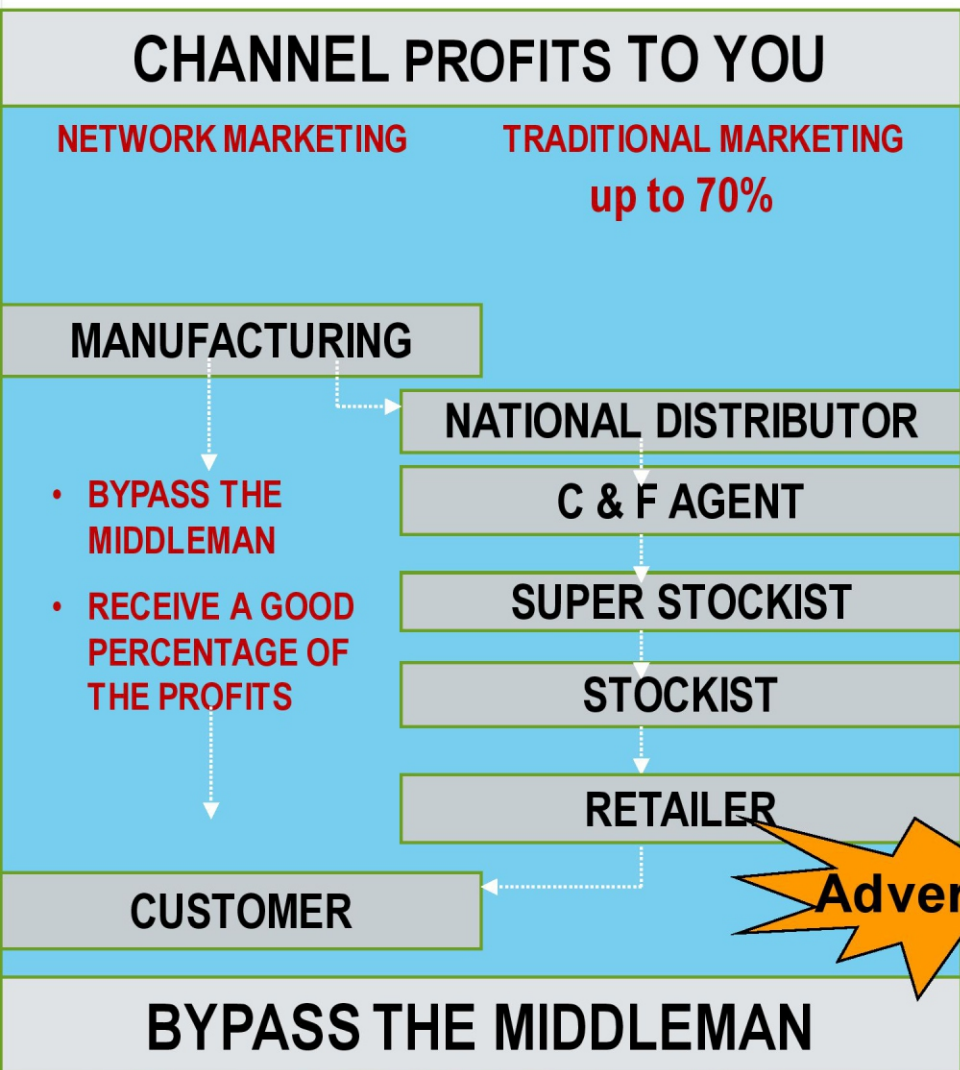 CHANNEL PROFITS TO YOU
NETWORK MARKETING
TRADITIONAL MARKETING
up to 70%
MANUFACTURING
NATIONAL DISTRIBUTOR
C & F AGENT
• BYPASS THE
MIDDLEMAN
• RECEIVE A GOOD
PERCENTAGE OF
THE PROFITS
SUPER STOCKIST
STOCKIST
RETAILER
Adver
CUSTOMER
BYPASS THE MIDDLEMAN